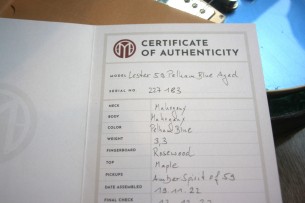 CERTIFICATE
OF AUTHENTICITY
MODEL Lester 59 Pelham Blue Aged
SERIAL NO 227 183
NECK Mahogany
BODY Mahogany
COLOR Pelham Blue
WEIGHT 3,3
FINGERBOARD Rosewood
TOP Maple
PICKUPS Amber Spirit of 59
DATE ASSEMBLED 19.11.22
FINAL CHECK